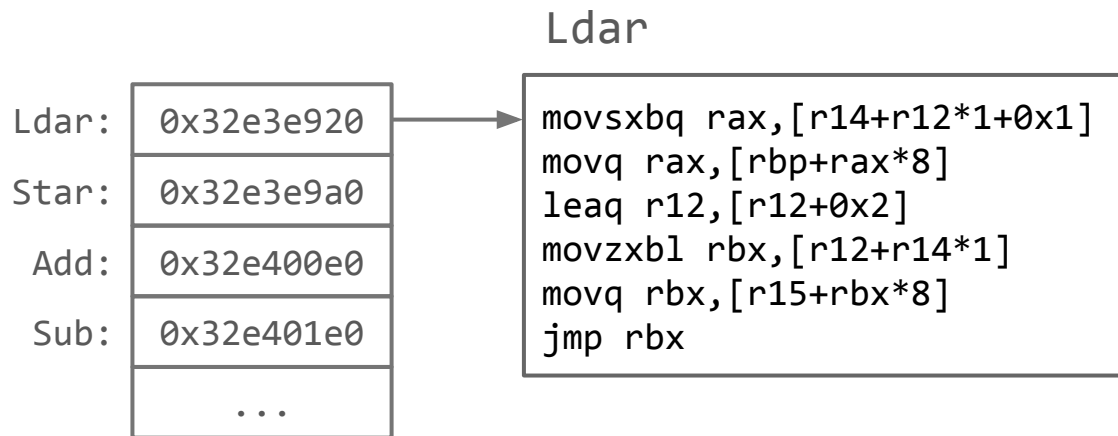 Ldar
Ldar: 0x32e3e920
Star: 0x32e3e9a0
Add: 0x32e400e0
Sub: 0x32e401e0
...
movsxbq rax,[r14+r12*1+0x1]
movq rax,[rbp+rax*8]
leaq r12,[r12+0x2]
movzxbl rbx,[r12+r14*1]
movq rbx,[r15+rbx*8]
jmp rbx